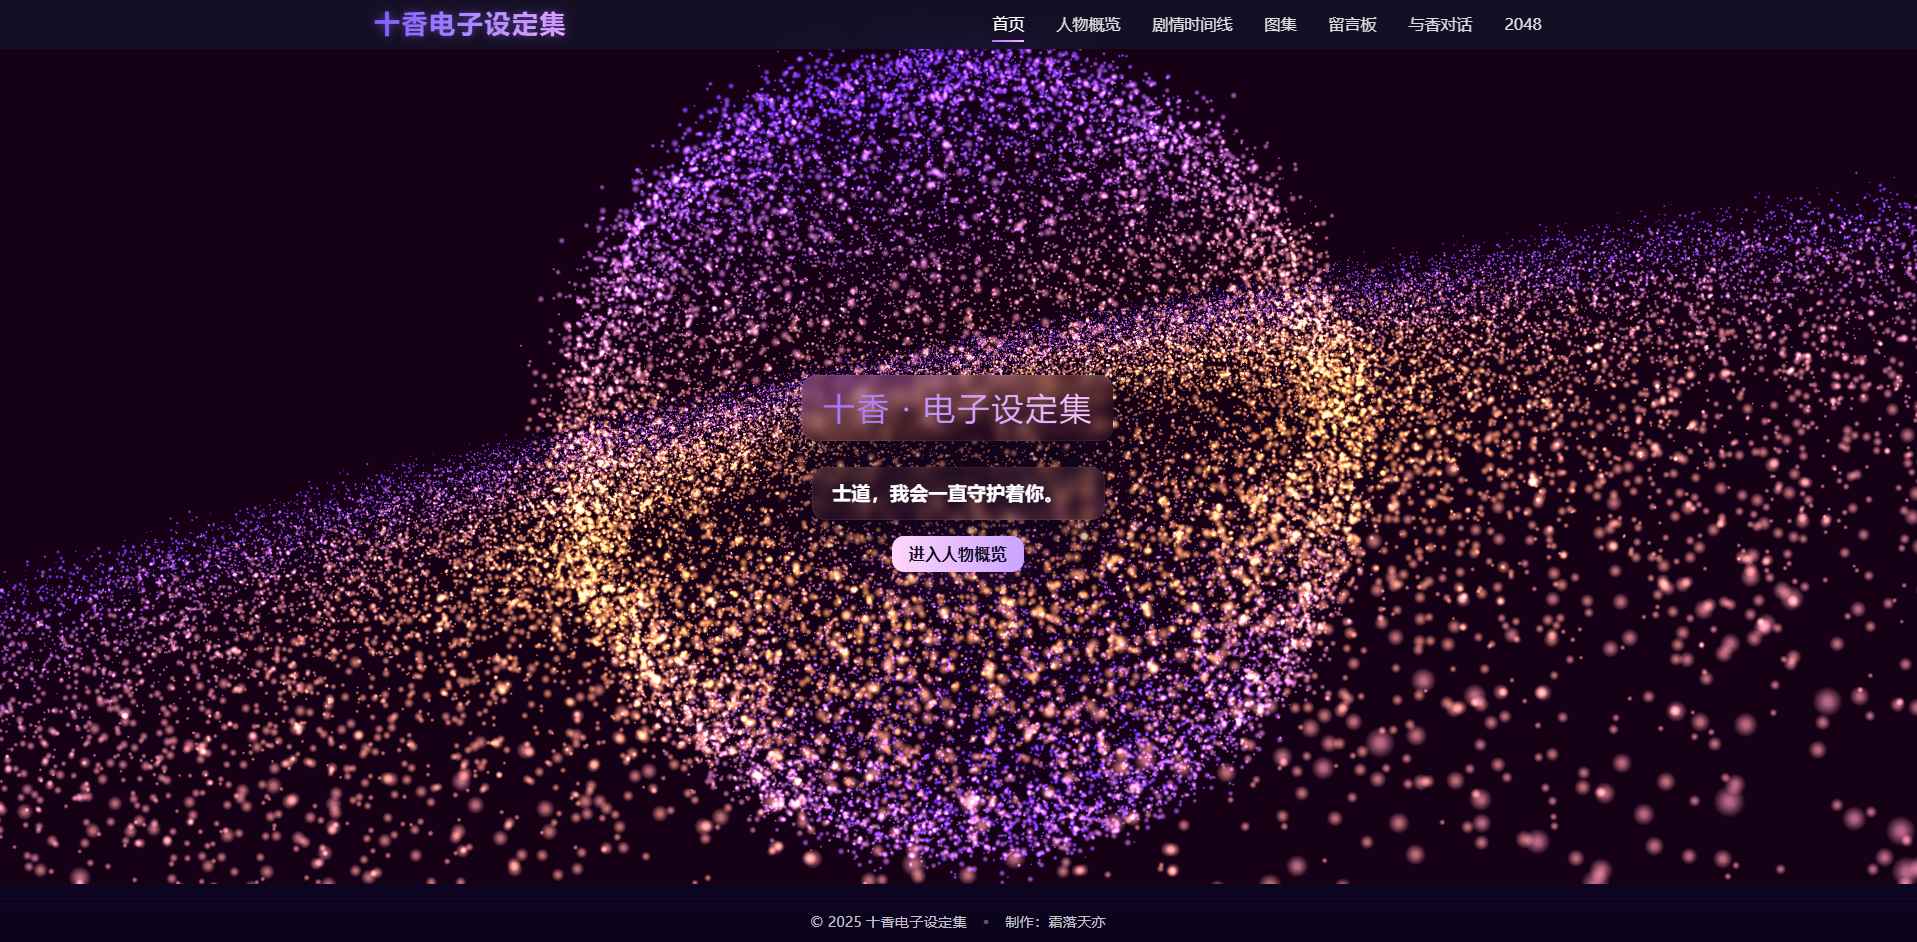 十香电子设定集
首页 人物概览 剧情时间线 图集 留言板 与香对话 2048
十香 · 电子设定集
士道，我会一直守护着你。
进入人物概览
© 2025 十香电子设定集 • 制作：霜落天亦